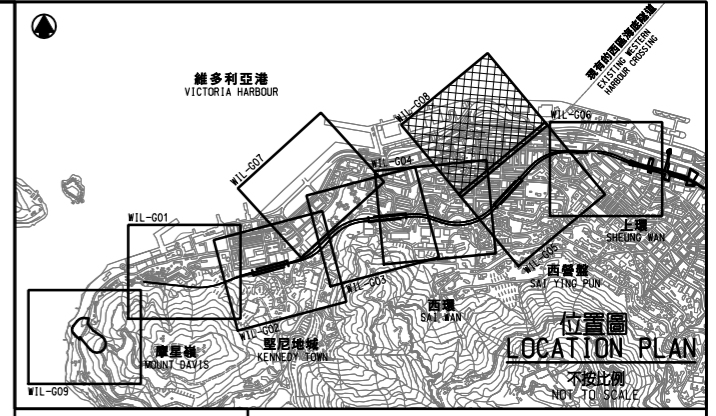 維多利亞港
VICTORIA HARBOUR
現有的西區海底隧道
EXISTING WESTERN
HARBOUR CROSSING
WIL-G08
WIL-G06
WIL-G07
WIL-G04
WIL-G01
上環
SHEUNG WAN
WIL-G05
西營盤
SAI YING PUN
WIL-G03
西環
SAI WAN
WIL-G02
堅尼地城
KENNEDY TOWN
摩星嶺
MOUNT DAVIS
WIL-G09
位置圖
LOCATION PLAN
不按比例
NOT TO SCALE